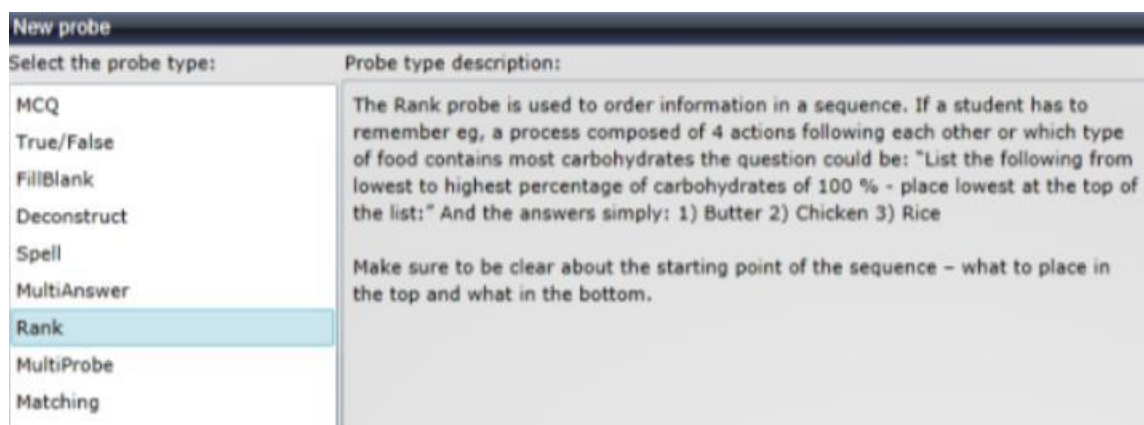 New probe
Select the probe type:
Probe type description:
MCQ
True/False
FillBlank
Deconstruct
Spell
MultiAnswer
Rank
MultiProbe
Matching
The Rank probe is used to order information in a sequence. If a student has to
remember eg, a process composed of 4 actions following each other or which type
of food contains most carbohydrates the question could be: "List the following from
lowest to highest percentage of carbohydrates of 100 % - place lowest at the top of
the list:" And the answers simply: 1) Butter 2) Chicken 3) Rice
Make sure to be clear about the starting point of the sequence – what to place in
the top and what in the bottom.